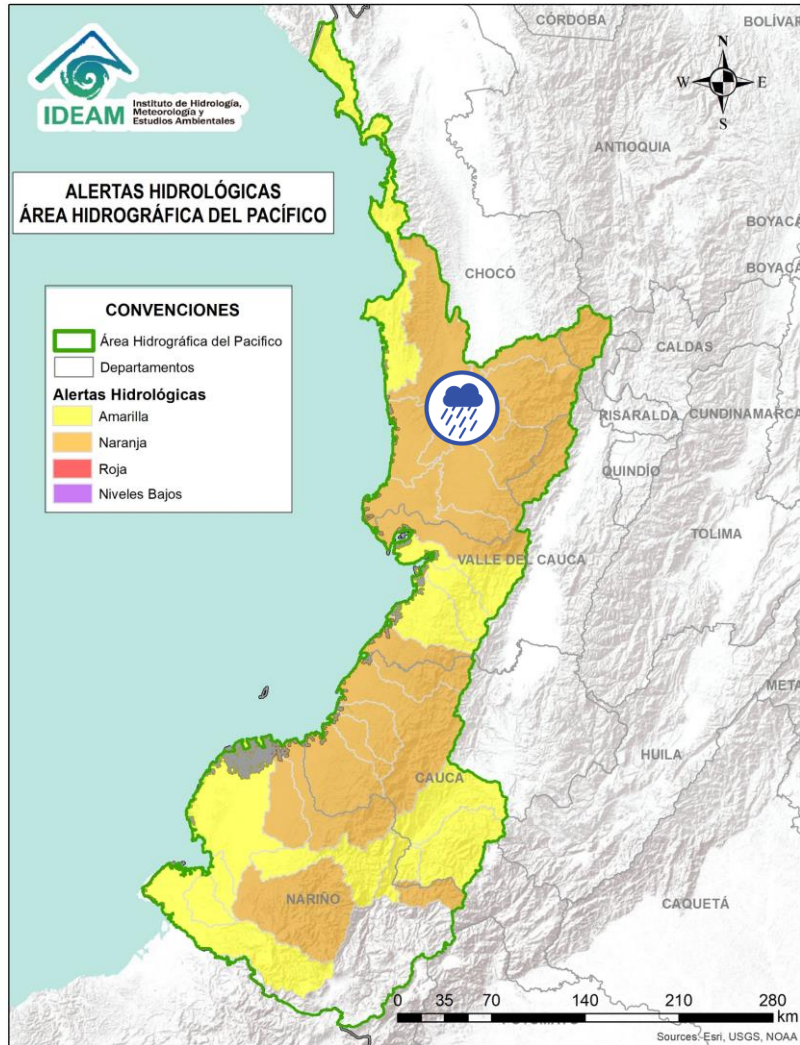 IDEAM
Instituto de Hidrología,
Meteorología y
Estudios Ambientales
ALERTAS HIDROLÓGICAS
ÁREA HIDROGRÁFICA DEL PACÍFICO
CONVENCIONES
Área Hidrográfica del Pacifico
Departamentos
Alertas Hidrológicas
Amarilla
Naranja
Roja
Niveles Bajos
CÓRDOBA
BOLÍVAR
N
W E
S
ANTIOQUIA
BOYACÁ
CHOCÓ
BOYACÁ
CALDAS
RISARALDA
CUNDINAMARCA
QUINDÍO
TOLIMA
VALLE DEL CAUCA
META
HUILA
CAUCA
NARIÑO
CAQUETÁ
0 35 70 140 210 280
km
Sources: Esri, USGS, NOAA